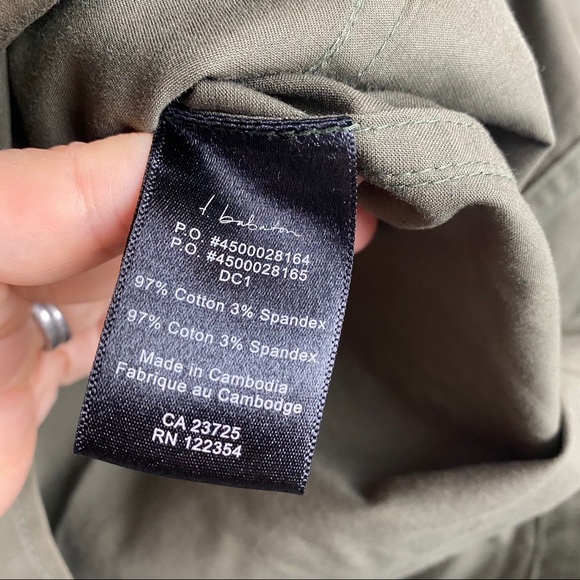 babaton
P.O. #4500028164
P.O. #4500028165
DC1
97% Cotton 3% Spandex
97% Cotton 3% Spandex
Made in Cambodia
Fabrique au Cambodge
CA 23725
RN 122354